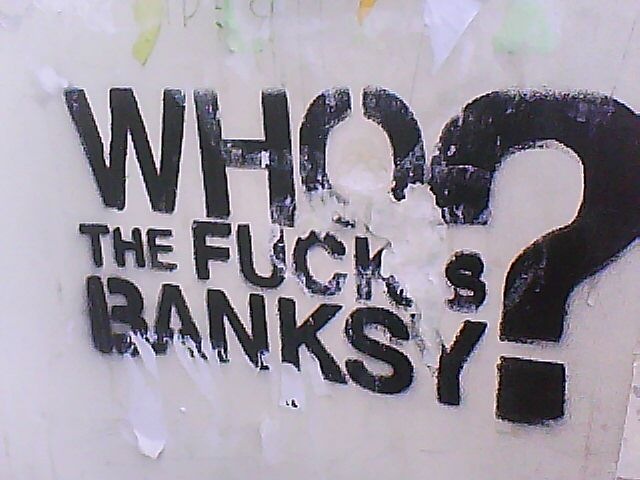 WHO
THE FUCK S
BANKSY?